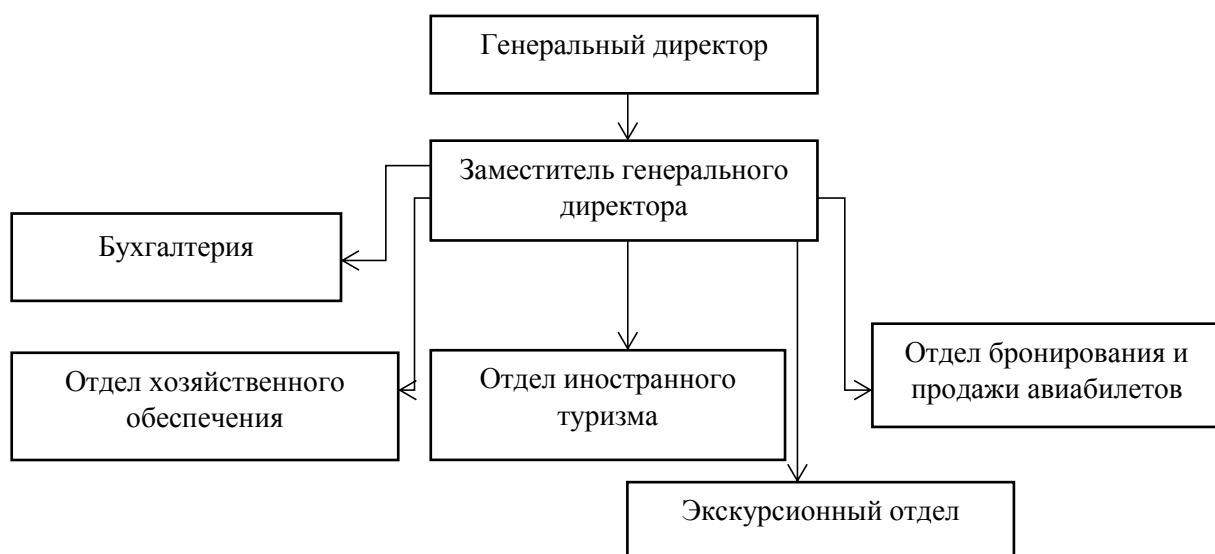 Генеральный директор
Заместитель генерального
директора
Бухгалтерия
Отдел хозяйственного
обеспечения
Отдел иностранного
туризма
Отдел бронирования и
продажи авиабилетов
Экскурсионный отдел